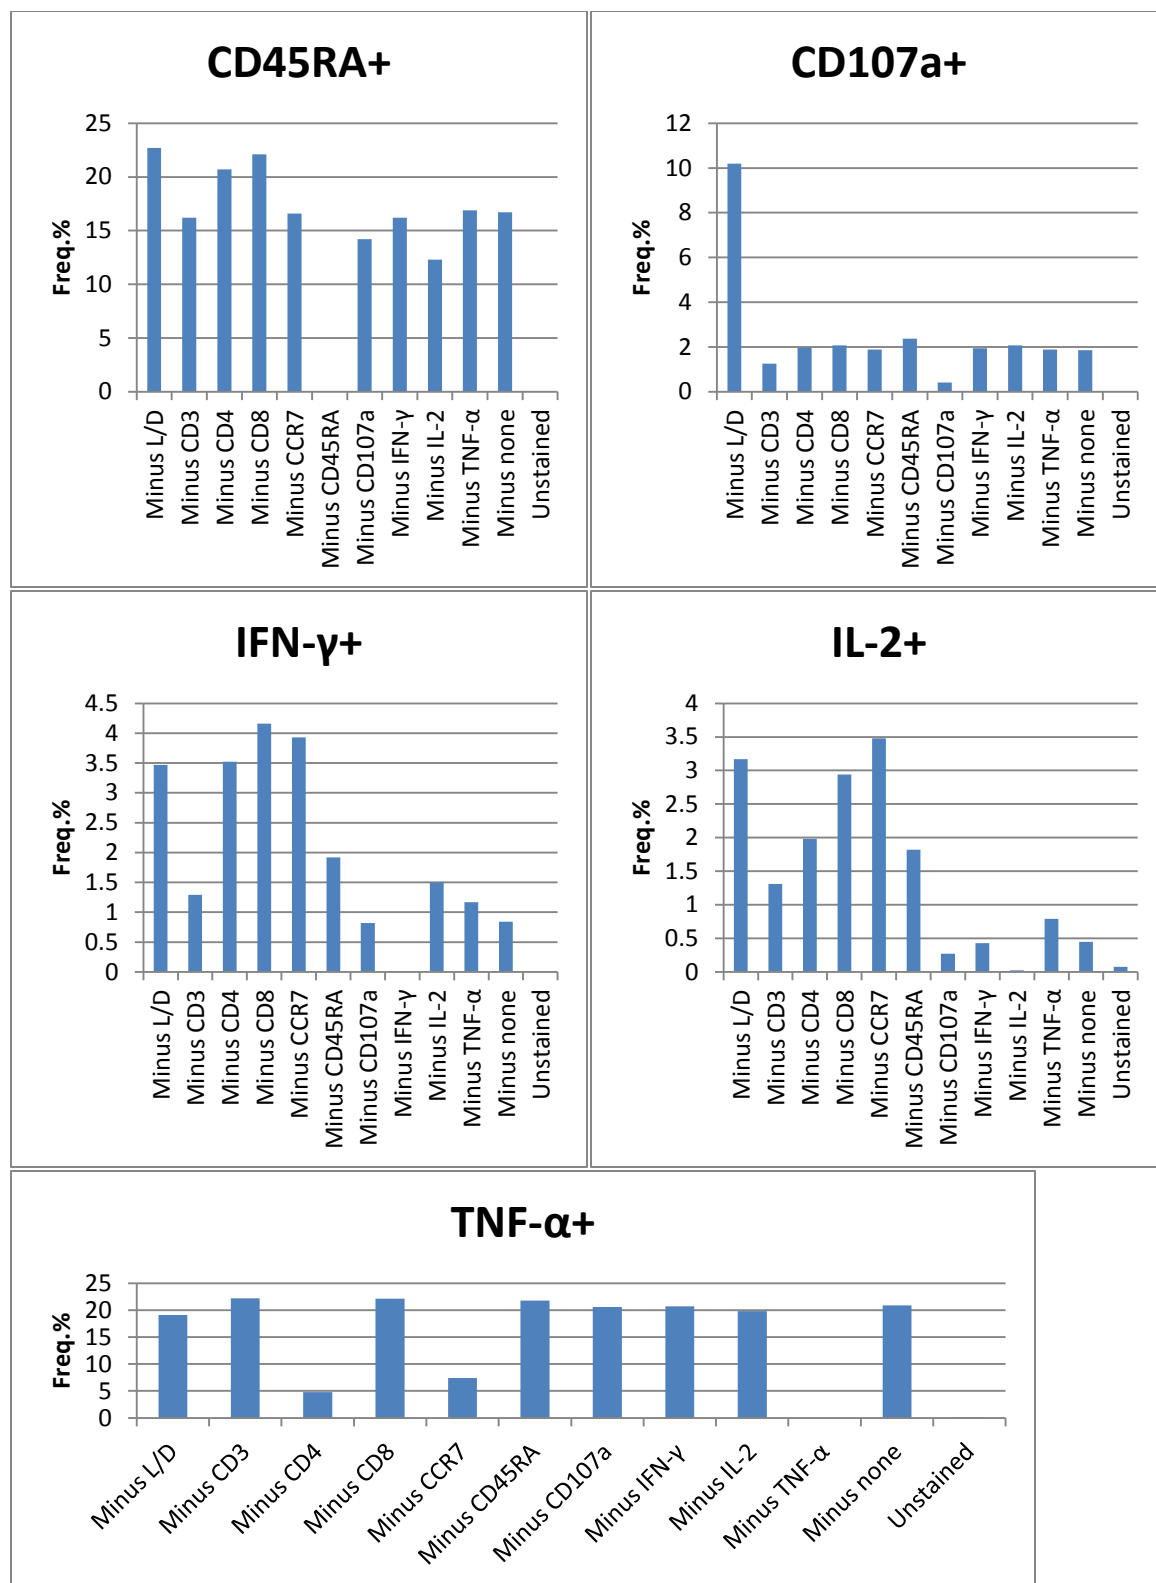 CD45RA+
25
20
15
10
5
0
Freq.%
Minus L/D
Minus CD3
Minus CD4
Minus CD8
Minus CCR7
Minus CD45RA
Minus CD107a
Minus IFN-γ
Minus IL-2
Minus TNF-α
Minus none
Unstained
CD107a+
12
10
8
6
4
2
0
Freq.%
Minus L/D
Minus CD3
Minus CD4
Minus CD8
Minus CCR7
Minus CD45RA
Minus CD107a
Minus IFN-γ
Minus IL-2
Minus TNF-α
Minus none
Unstained
IFN-γ+
4.5
4
3.5
3
2.5
2
1.5
1
0.5
0
Freq.%
Minus L/D
Minus CD3
Minus CD4
Minus CD8
Minus CCR7
Minus CD45RA
Minus CD107a
Minus IFN-γ
Minus IL-2
Minus TNF-α
Minus none
Unstained
IL-2+
4
3.5
3
2.5
2
1.5
1
0.5
0
Freq.%
Minus L/D
Minus CD3
Minus CD4
Minus CD8
Minus CCR7
Minus CD45RA
Minus CD107a
Minus IFN-γ
Minus IL-2
Minus TNF-α
Minus none
Unstained
TNF-α+
25
20
15
10
5
0
Freq.%
Minus L/D
Minus CD3
Minus CD4
Minus CD8
Minus CCR7
Minus CD45RA
Minus CD107a
Minus IFN-γ
Minus IL-2
Minus TNF-α
Minus none
Unstained